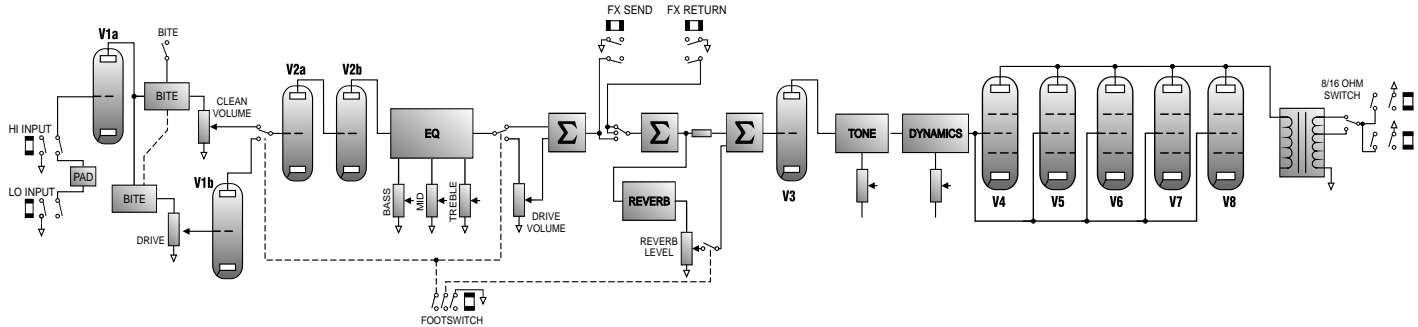 FX SEND
FX RETURN
V1a
BITE
BITE
CLEAN
VOLUME
V2a
V2b
HI INPUT
PAD
LO INPUT
BITE
DRIVE
V1b
EQ
BASS
MID
TREBLE
DRIVE
VOLUME
Σ
Σ
Σ
REVERB
REVERB
LEVEL
FOOTSWITCH
V3
TONE
DYNAMICS
V4
V5
V6
V7
V8
8/16 OHM
SWITCH